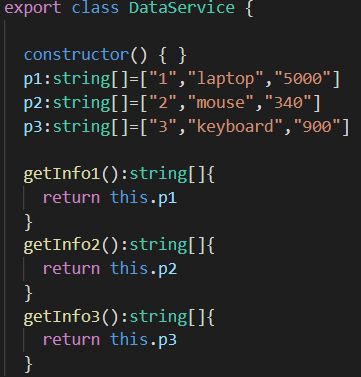 export class DataService {
constructor() { }
p1:string[]=["1","laptop","5000"]
p2:string[]=["2","mouse","340"]
p3:string[]=["3","keyboard","900"]
getInfo1():string[]{
return this.p1
}
getInfo2():string[]{
return this.p2
}
getInfo3():string[]{
return this.p3
}